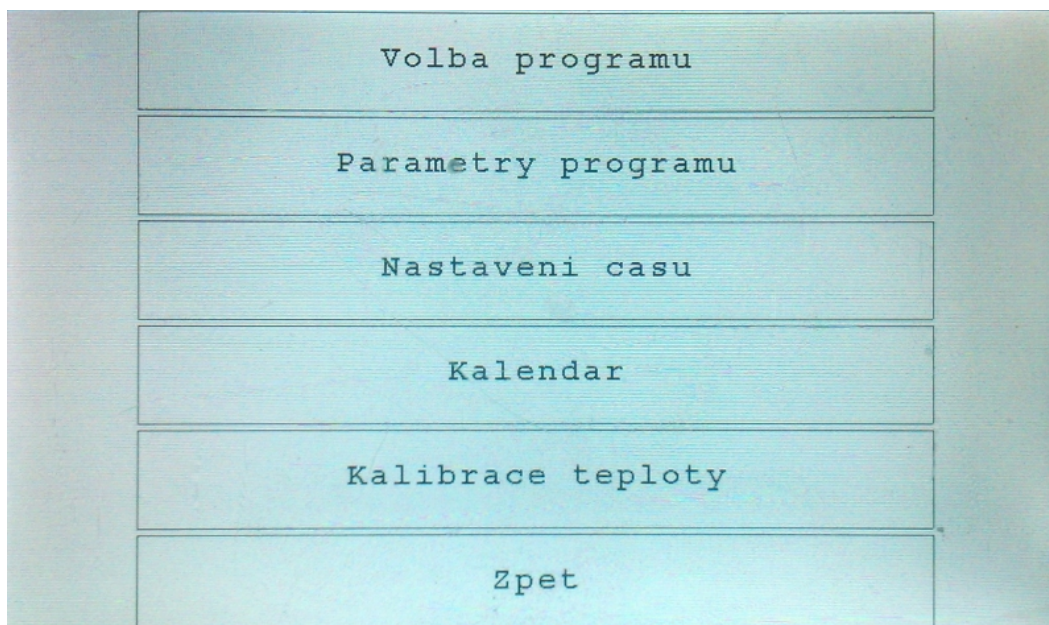 Volba programu
Parametry programu
Nastaveni casu
Kalendar
Kalibrace teploty
Zpet